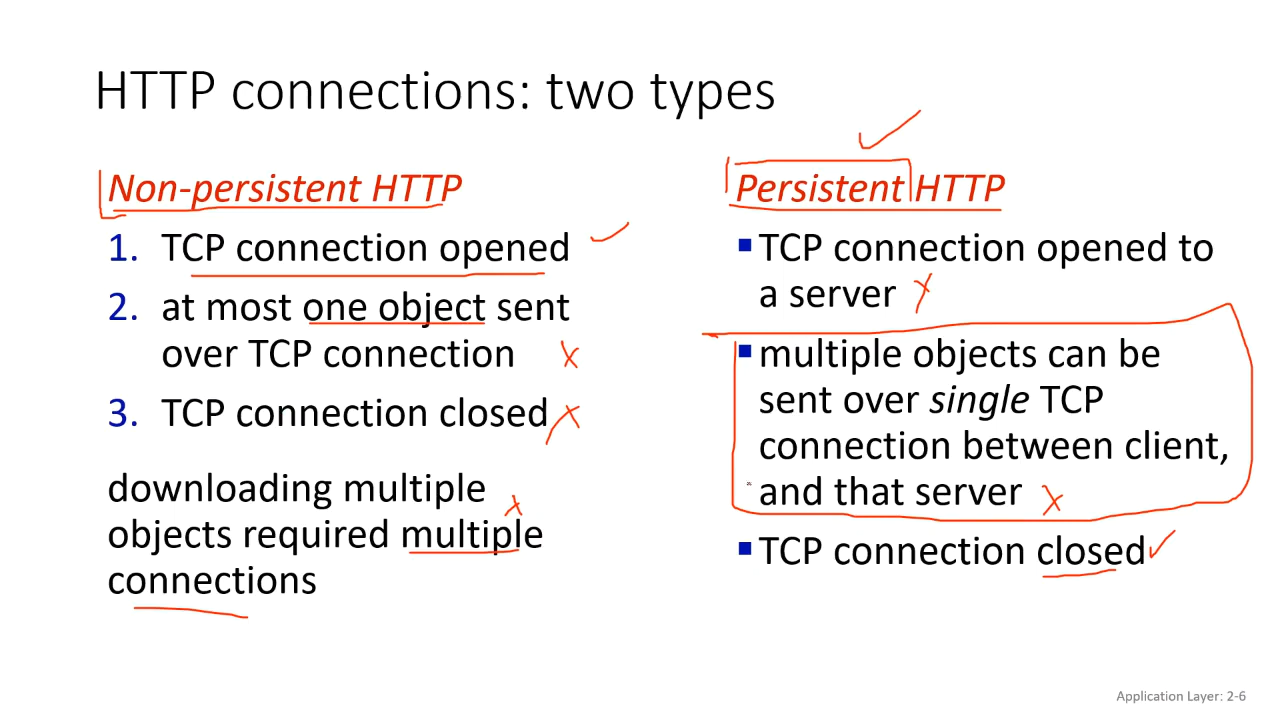 HTTP connections: two types
Non-persistent HTTP
1. TCP connection opened
2. at most one object sent
over TCP connection
3. TCP connection closed
downloading multiple
objects required multiple
connections
Persistent HTTP
▪TCP connection opened to
a server
▪multiple objects can be
sent over single TCP
connection between client,
and that server
▪TCP connection closed
Application Layer: 2-6